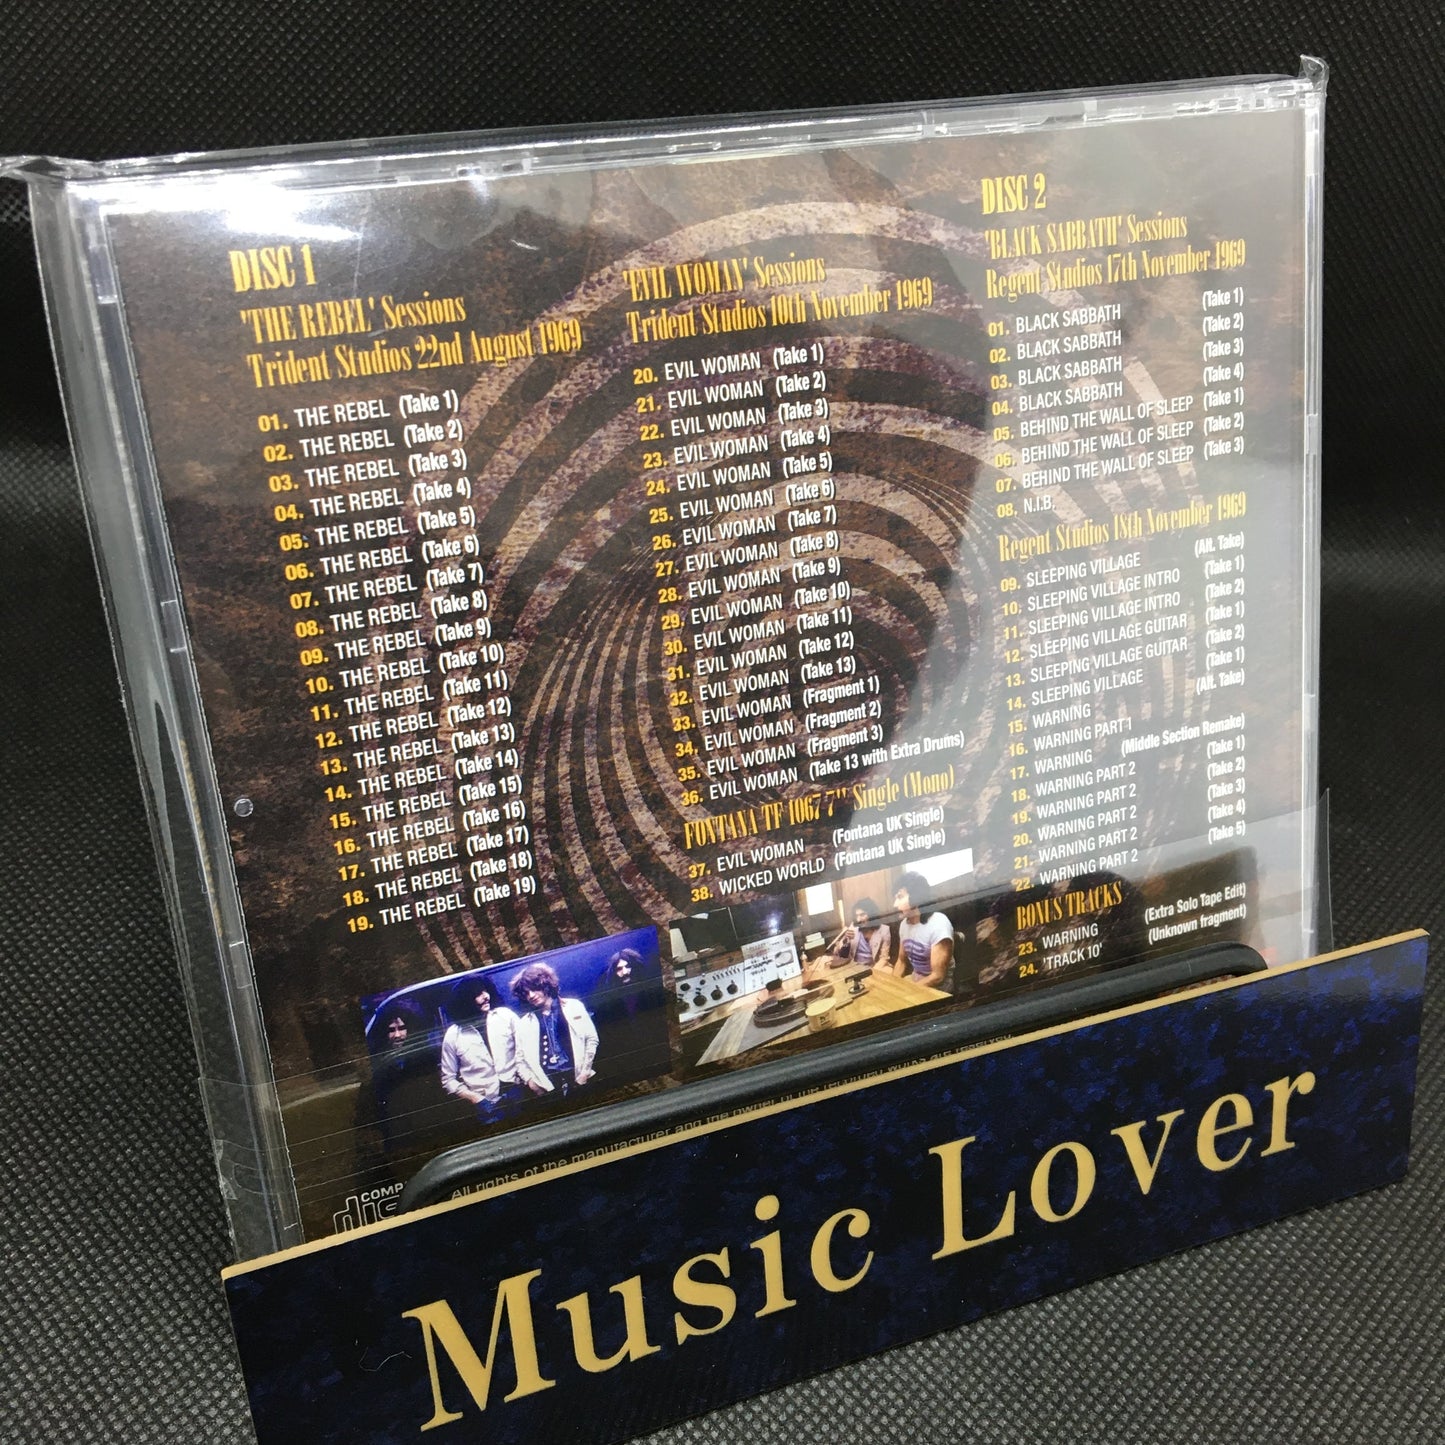 DISC 1
'THE REBEL' Sessions
Trident Studios 22nd August 1969
01. THE REBEL (Take 1)
02. THE REBEL (Take 2)
03. THE REBEL (Take 3)
04. THE REBEL (Take 4)
05. THE REBEL (Take 5)
06. THE REBEL (Take 6)
07. THE REBEL (Take 7)
08. THE REBEL (Take 8)
09. THE REBEL (Take 9)
10. THE REBEL (Take 10)
11. THE REBEL (Take 11)
12. THE REBEL (Take 12)
13. THE REBEL (Take 13)
14. THE REBEL (Take 14)
15. THE REBEL (Take 15)
16. THE REBEL (Take 16)
17. THE REBEL (Take 17)
18. THE REBEL (Take 18)
19. THE REBEL (Take 19)
'EVIL WOMAN' Sessions
Trident Studios 10th November 1969
20. EVIL WOMAN (Take 1)
21. EVIL WOMAN (Take 2)
22. EVIL WOMAN (Take 3)
23. EVIL WOMAN (Take 4)
24. EVIL WOMAN (Take 5)
25. EVIL WOMAN (Take 6)
26. EVIL WOMAN (Take 7)
27. EVIL WOMAN (Take 8)
28. EVIL WOMAN (Take 9)
29. EVIL WOMAN (Take 10)
30. EVIL WOMAN (Take 11)
31. EVIL WOMAN (Take 12)
32. EVIL WOMAN (Take 13)
33. EVIL WOMAN (Fragment 1)
34. EVIL WOMAN (Fragment 2)
35. EVIL WOMAN (Fragment 3)
36. EVIL WOMAN (Take 13 with Extra Drums)
FONTANA TF 1067 7" Single (Mono)
37. EVIL WOMAN (Fontana UK Single)
38. WICKED WORLD (Fontana UK Single)
DISC 2
'BLACK SABBATH' Sessions
Regent Studios 17th November 1969
01. BLACK SABBATH (Take 1)
02. BLACK SABBATH (Take 2)
03. BLACK SABBATH (Take 3)
04. BLACK SABBATH (Take 4)
05. BEHIND THE WALL OF SLEEP (Take 1)
06. BEHIND THE WALL OF SLEEP (Take 2)
07. BEHIND THE WALL OF SLEEP (Take 3)
08. N.I.B.
Regent Studios 18th November 1969
09. SLEEPING VILLAGE (Alt. Take)
10. SLEEPING VILLAGE INTRO (Take 1)
11. SLEEPING VILLAGE INTRO (Take 2)
12. SLEEPING VILLAGE GUITAR (Take 1)
13. SLEEPING VILLAGE GUITAR (Take 2)
14. SLEEPING VILLAGE (Take 1)
15. WARNING (Alt. Take)
16. WARNING PART 1
17. WARNING (Middle Section Remake)
18. WARNING PART 2 (Take 1)
19. WARNING PART 2 (Take 2)
20. WARNING PART 2 (Take 3)
21. WARNING PART 2 (Take 4)
22. WARNING PART 2 (Take 5)
BONUS TRACKS
23. WARNING (Extra Solo Tape Edit)
24. 'TRACK 10' (Unknown fragment)
All rights of the manufacturer and the owner of the recorded works are reserved
COMP
dis
Music Lover